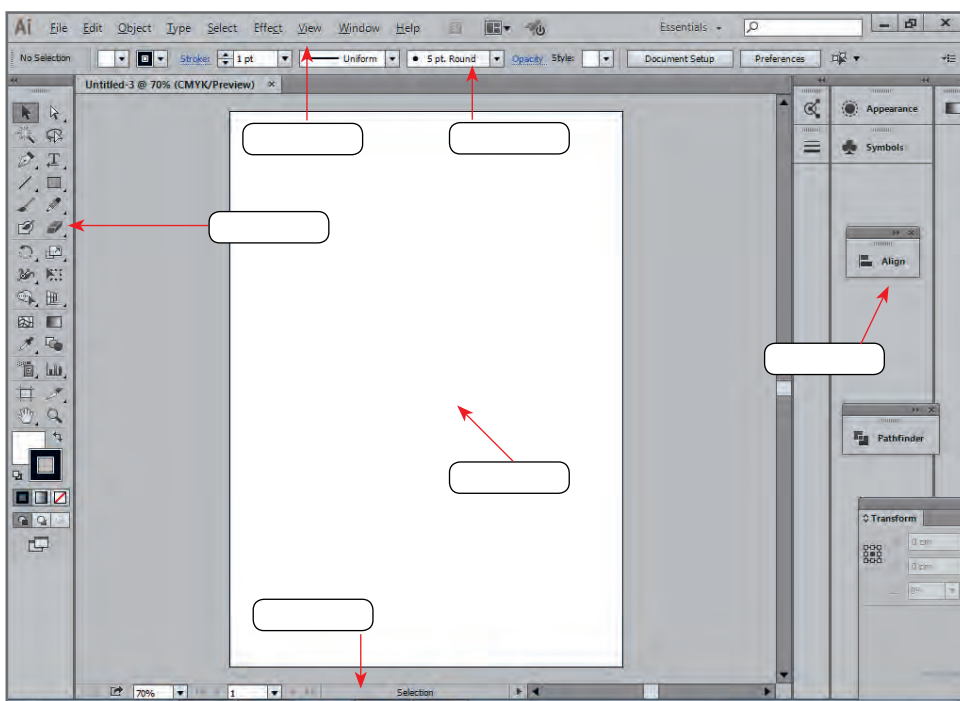 Ai File Edit Object Type Select Effect View Window Help Essentials
No Selection Stroke: 1 pt Uniform 5 pt. Round Opacity Style: Document Setup Preferences
Untitled-3 @ 70% (CMYK/Preview) ×
Appearance
Symbols
Align
Pathfinder
Transform
0 cm
0 cm
0°
70% 1 Selection